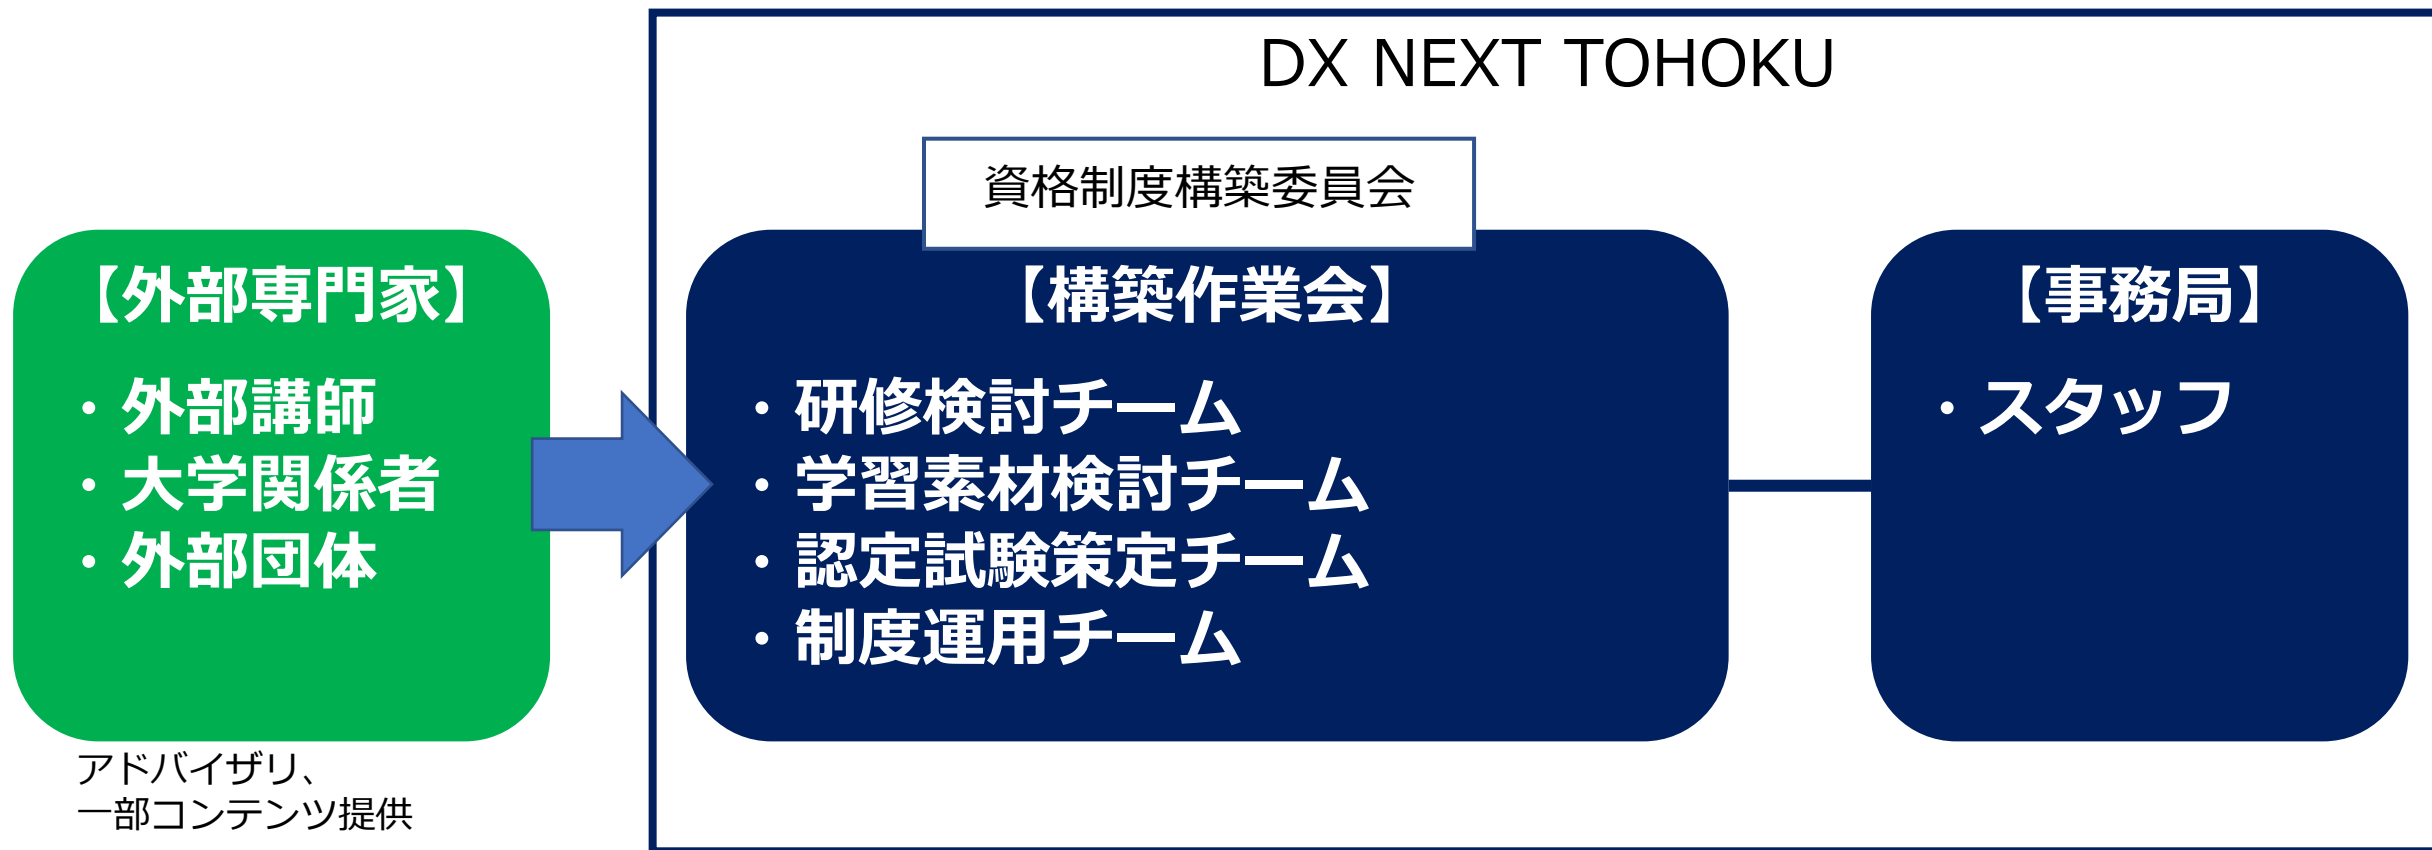 DX NEXT TOHOKU
資格制度構築委員会
【外部専門家】
・外部講師
・大学関係者
・外部団体
アドバイザリ、
一部コンテンツ提供
【構築作業会】
・研修検討チーム
・学習素材検討チーム
・認定試験策定チーム
・制度運用チーム
【事務局】
・スタッフ